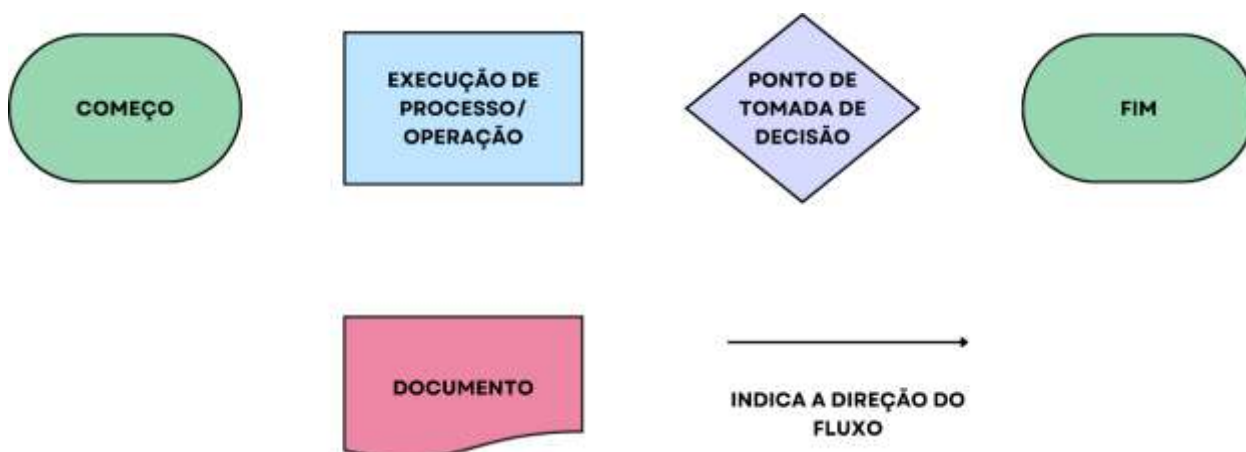 COMEÇO
EXECUÇÃO DE
PROCESSO/
OPERAÇÃO
PONTO DE
TOMADA DE
DECISÃO
FIM
DOCUMENTO
INDICA A DIREÇÃO DO
FLUXO